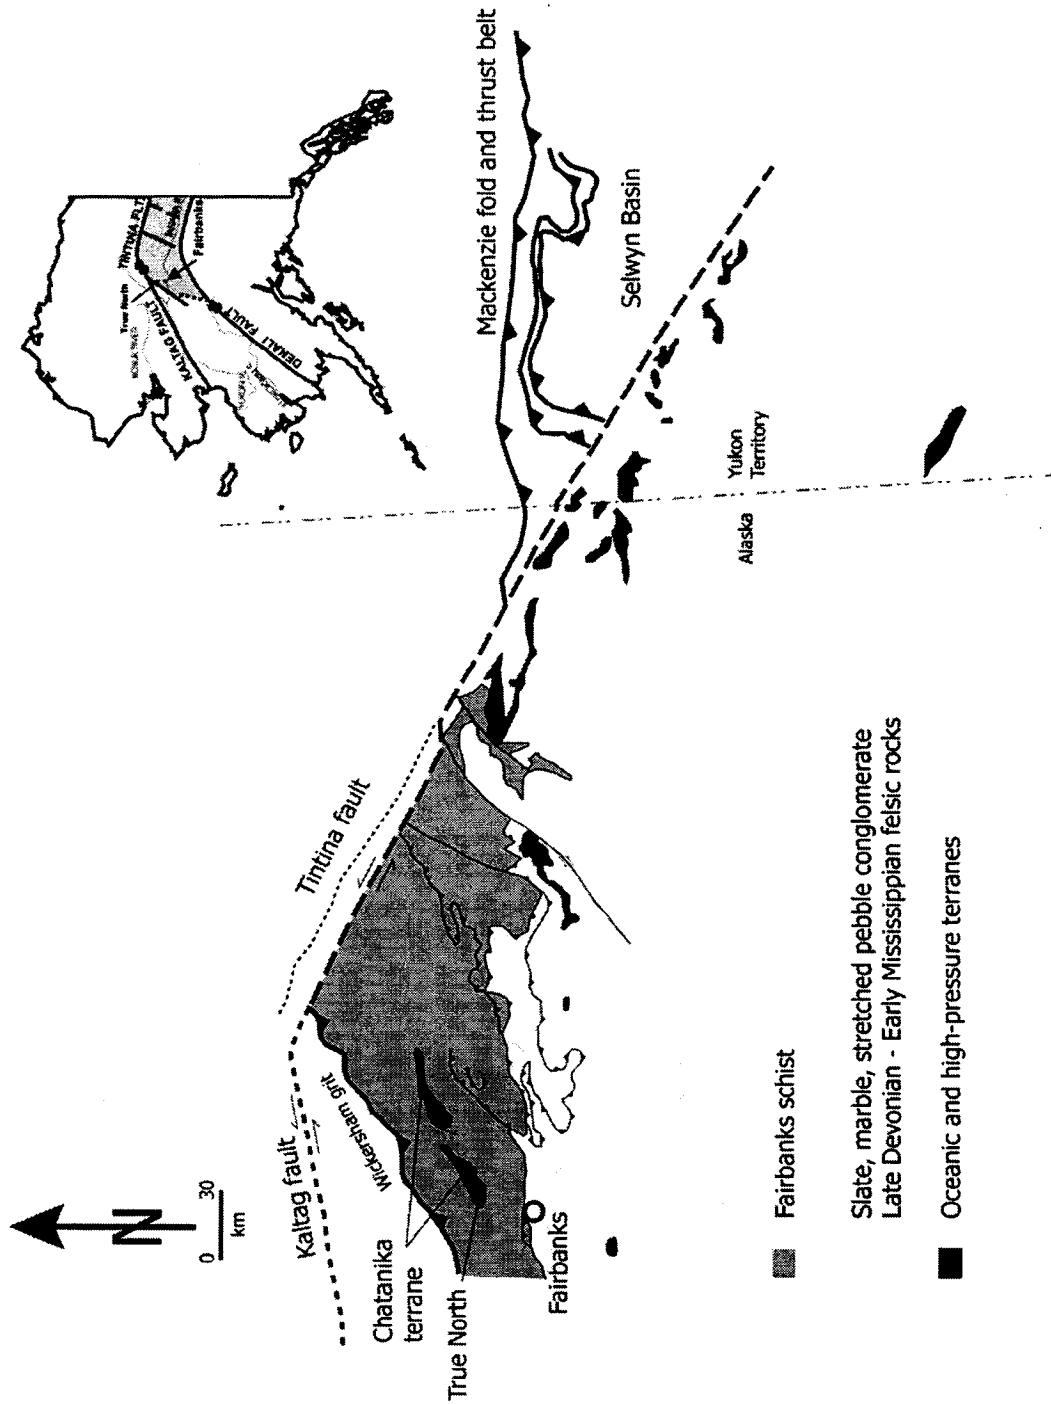 N
0 30
km
Kaltag fault
Tintina fault
Wickersham grit
Chatanika
terrane
True North
Fairbanks
Mackenzie fold and thrust belt
Selwyn Basin
Alaska
Yukon
Territory
True North
TINTINA FLT
KALTAG FAULT
DENALI FAULT
Fairbanks
Fairbanks schist
Slate, marble, stretched pebble conglomerate
Late Devonian - Early Mississippian felsic rocks
Oceanic and high-pressure terranes